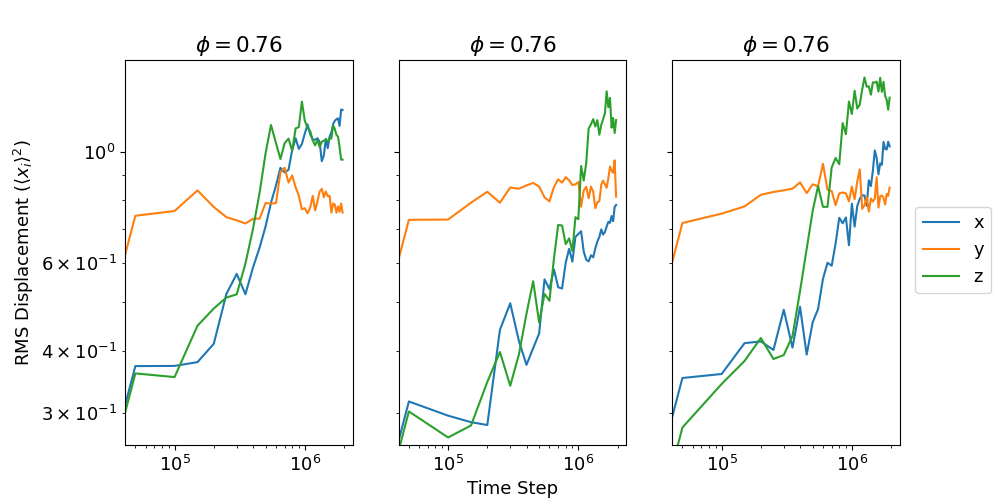 ϕ = 0.76 ϕ = 0.76 ϕ = 0.76
RMS Displacement (⟨x_i⟩²)
10⁰
6 × 10⁻¹
4 × 10⁻¹
3 × 10⁻¹
10⁵ 10⁶ 10⁵ 10⁶ 10⁵ 10⁶
Time Step
x
y
z